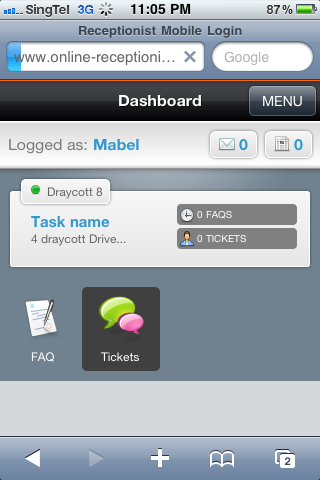 SingTel 3G 11:05 PM 87%
Receptionist Mobile Login
www.online-receptioni... Google
Dashboard MENU
Logged as: Mabel 0 0
Draycott 8
Task name
4 draycott Drive...
0 FAQS
0 TICKETS
FAQ Tickets
2